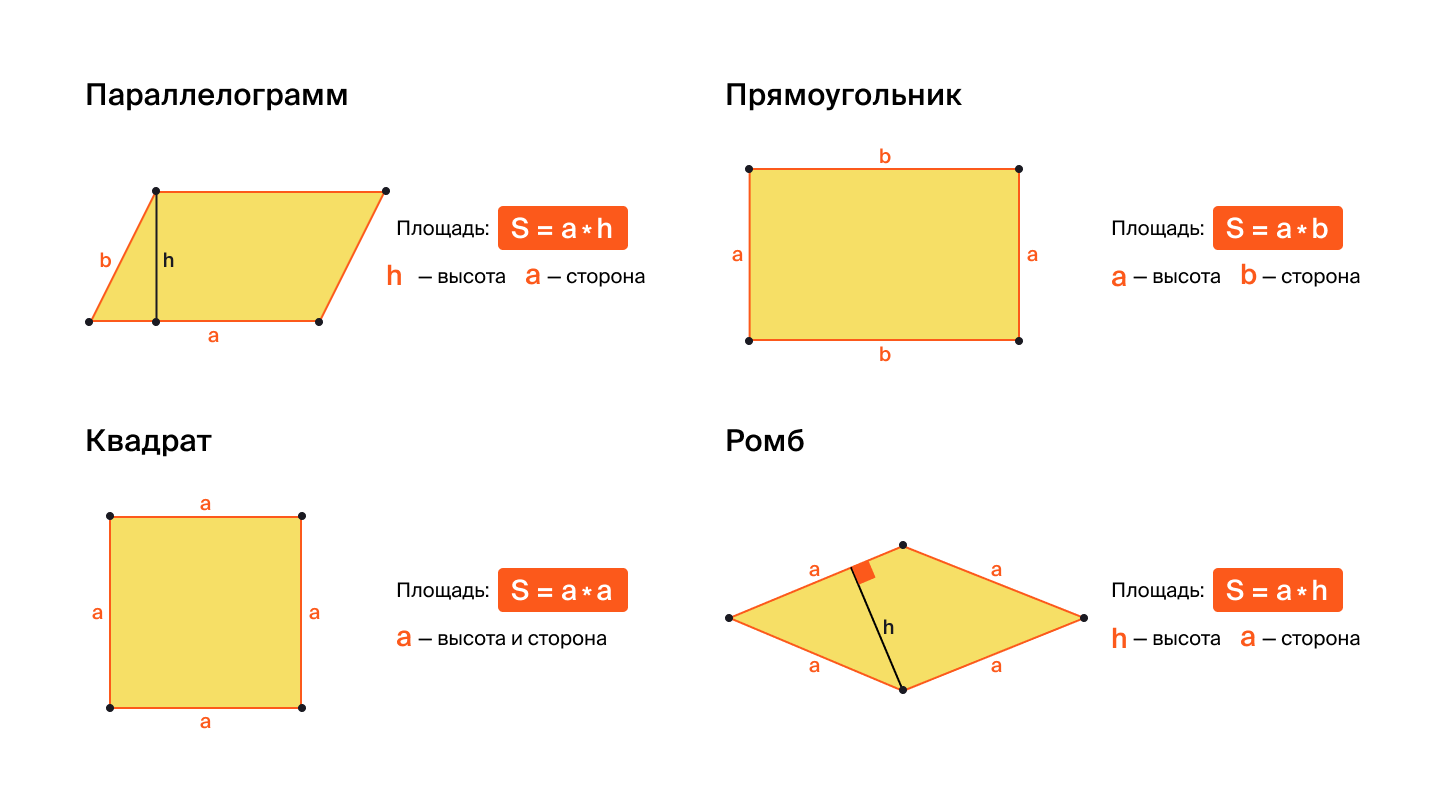 Параллелограмм
b
h
a
Площадь: S = a * h
h – высота a – сторона
Прямоугольник
b
a
a
b
Площадь: S = a * b
a – высота b – сторона
Квадрат
a
a
a
a
Площадь: S = a * a
a – высота и сторона
Ромб
a
a
h
a
a
Площадь: S = a * h
h – высота a – сторона